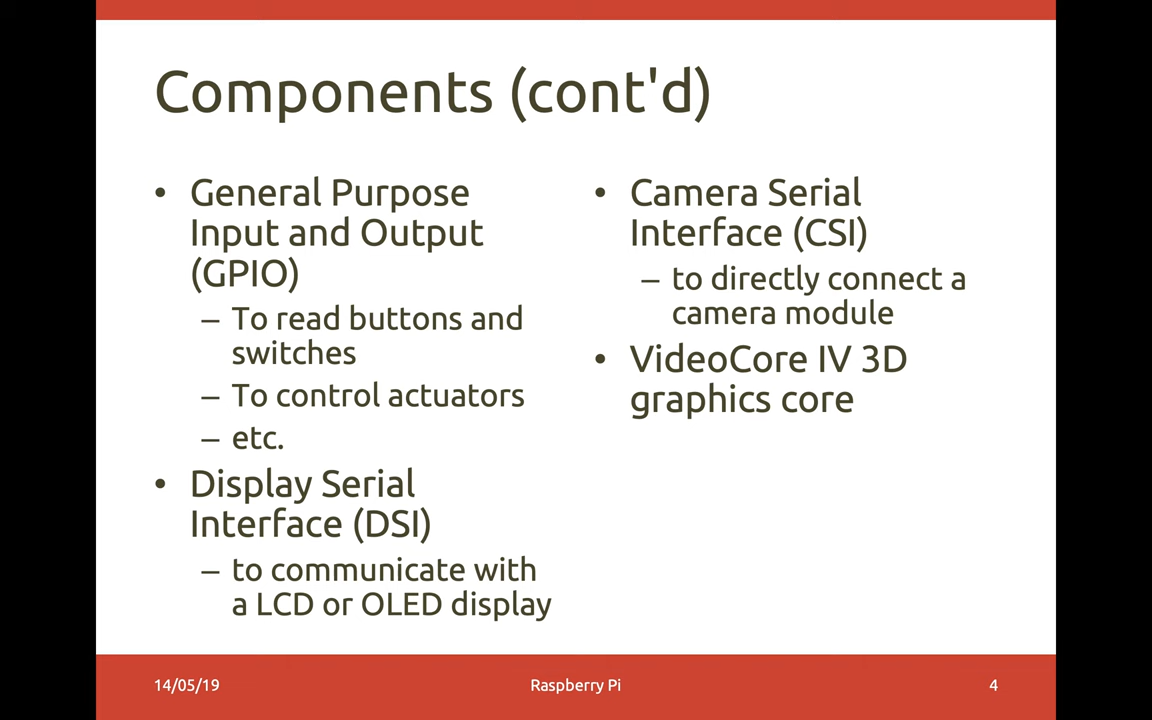 Components (cont'd)
• General Purpose
Input and Output
(GPIO)
– To read buttons and
switches
– To control actuators
– etc.
• Display Serial
Interface (DSI)
– to communicate with
a LCD or OLED display
• Camera Serial
Interface (CSI)
– to directly connect a
camera module
• VideoCore IV 3D
graphics core
14/05/19
Raspberry Pi
4